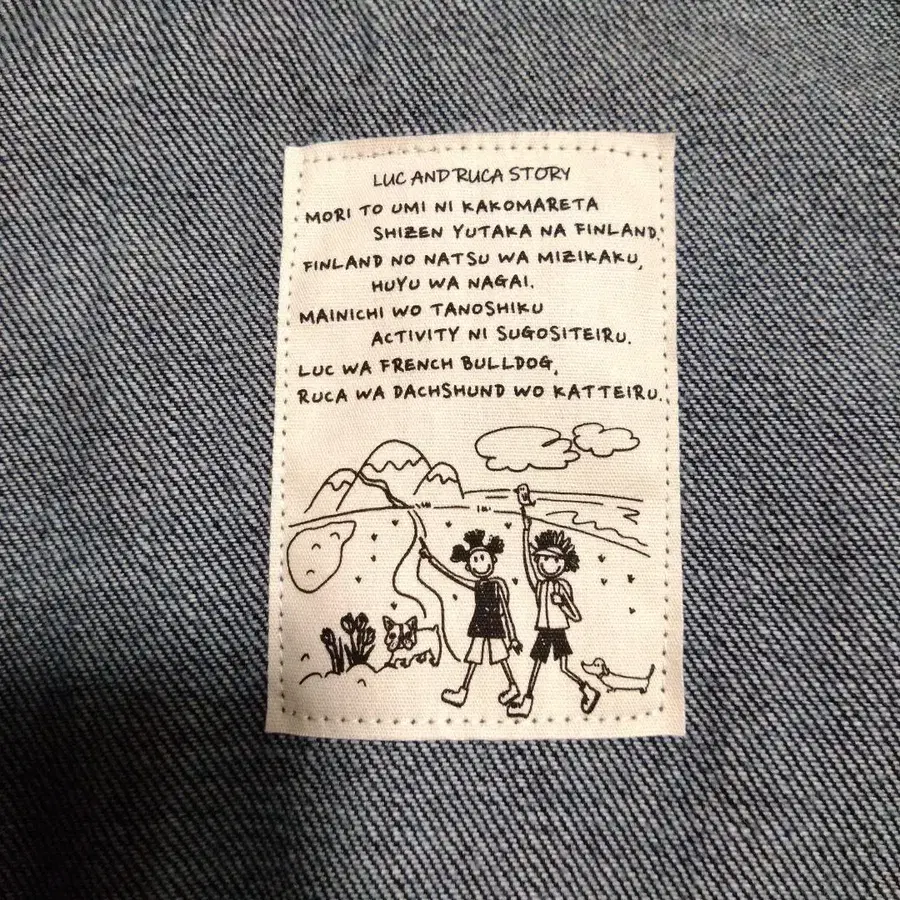 LUC AND RUCA STORY
MORI TO UMI NI KAKOMARETA
SHIZEN YUTAKA NA FINLAND.
FINLAND NO NATSU WA MIZIKAKU,
HUYU WA NAGAI.
MAINICHI WO TANOSHIKU
ACTIVITY NI SUGOSITEIRU.
LUC WA FRENCH BULLDOG,
RUCA WA DACHSHUND WO KATTEIRU.